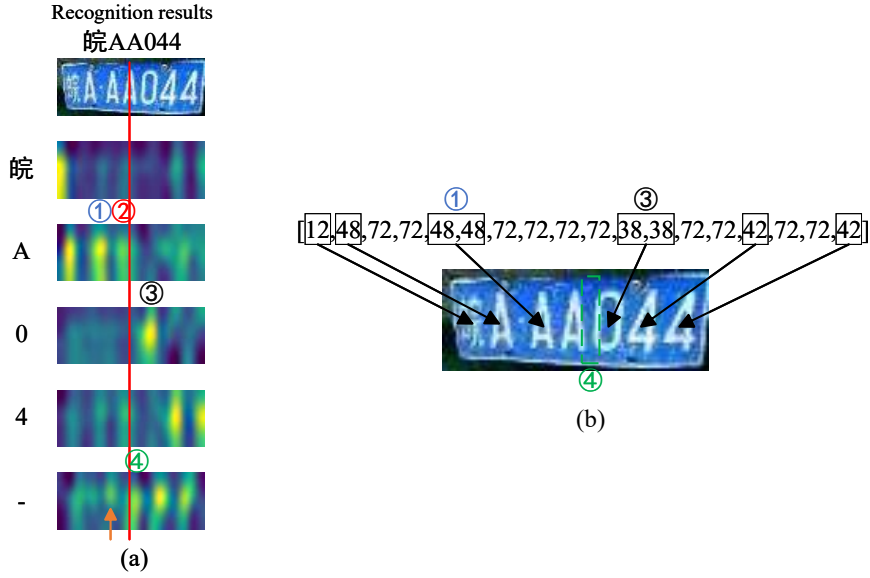 Recognition results
皖AA044
皖A·AA044
皖
① ②
A
③
0
4
④
-
(a)
① ③
[12,48,72,72,48,48,72,72,72,72,38,38,72,72,42,72,72,42]
皖A·AA044
④
(b)